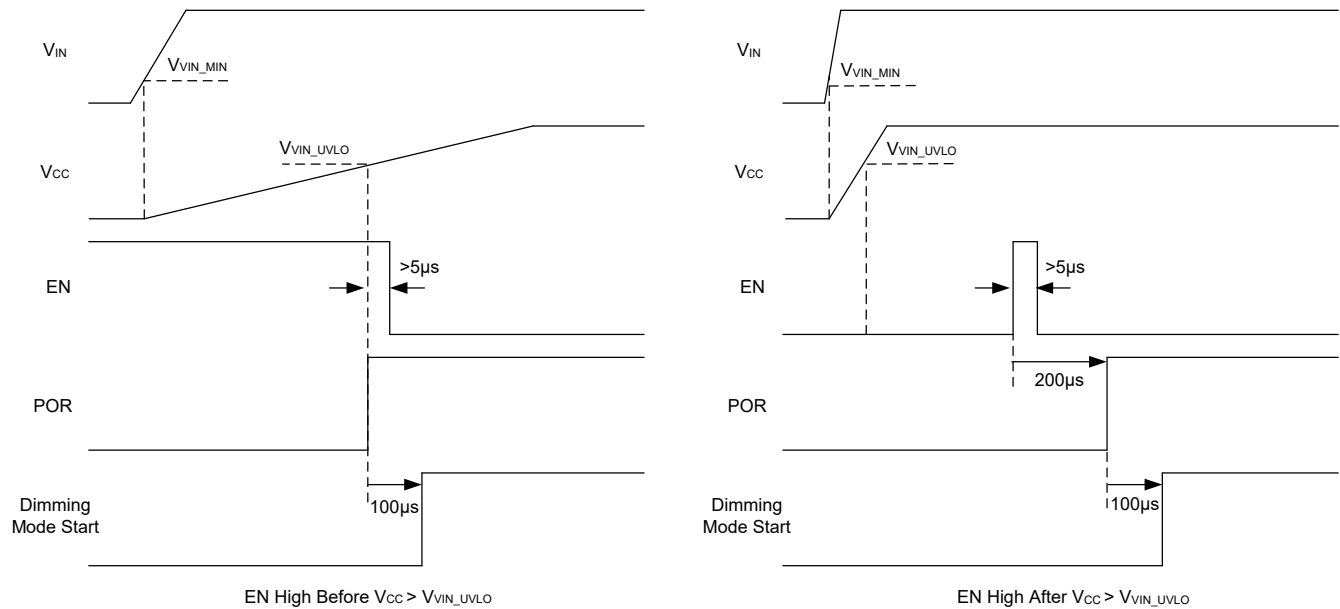 VIN
VVIN_MIN
VCC
VVIN_UVLO
EN
>5µs
POR
100µs
Dimming
Mode Start
EN High Before VCC > VVIN_UVLO
VIN
VVIN_MIN
VCC
VVIN_UVLO
EN
>5µs
200µs
POR
100µs
Dimming
Mode Start
EN High After VCC > VVIN_UVLO